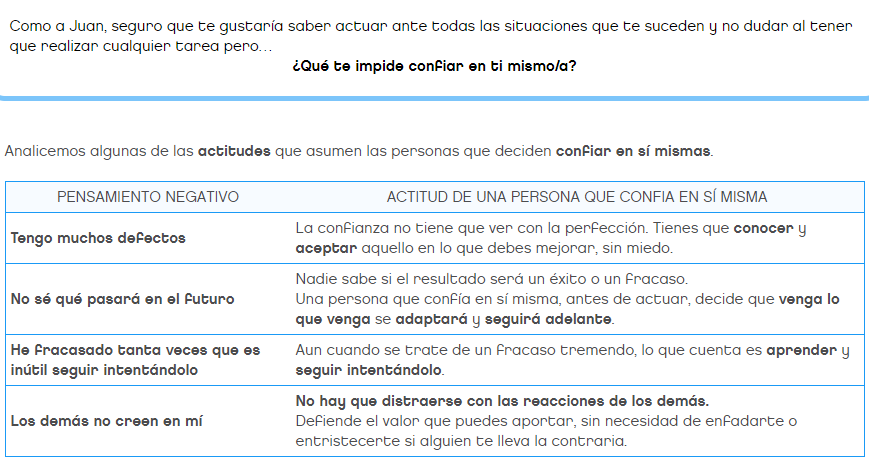 Como a Juan, seguro que te gustaría saber actuar ante todas las situaciones que te suceden y no dudar al tener
que realizar cualquier tarea pero...
¿Qué te impide confiar en ti mismo/a?
Analicemos algunas de las actitudes que asumen las personas que deciden confiar en sí mismas.
PENSAMIENTO NEGATIVO
ACTITUD DE UNA PERSONA QUE CONFIA EN SÍ MISMA
Tengo muchos defectos
La confianza no tiene que ver con la perfección. Tienes que conocer y
aceptar aquello en lo que debes mejorar, sin miedo.
No sé qué pasará en el futuro
Nadie sabe si el resultado será un éxito o un fracaso.
Una persona que confía en sí misma, antes de actuar, decide que venga lo
que venga se adaptará y seguirá adelante.
He fracasado tanta veces que es
inútil seguir intentándolo
Aun cuando se trate de un fracaso tremendo, lo que cuenta es aprender y
seguir intentándolo.
Los demás no creen en mí
No hay que distraerse con las reacciones de los demás.
Defiende el valor que puedes aportar, sin necesidad de enfadarte o
entristecerte si alguien te lleva la contraria.